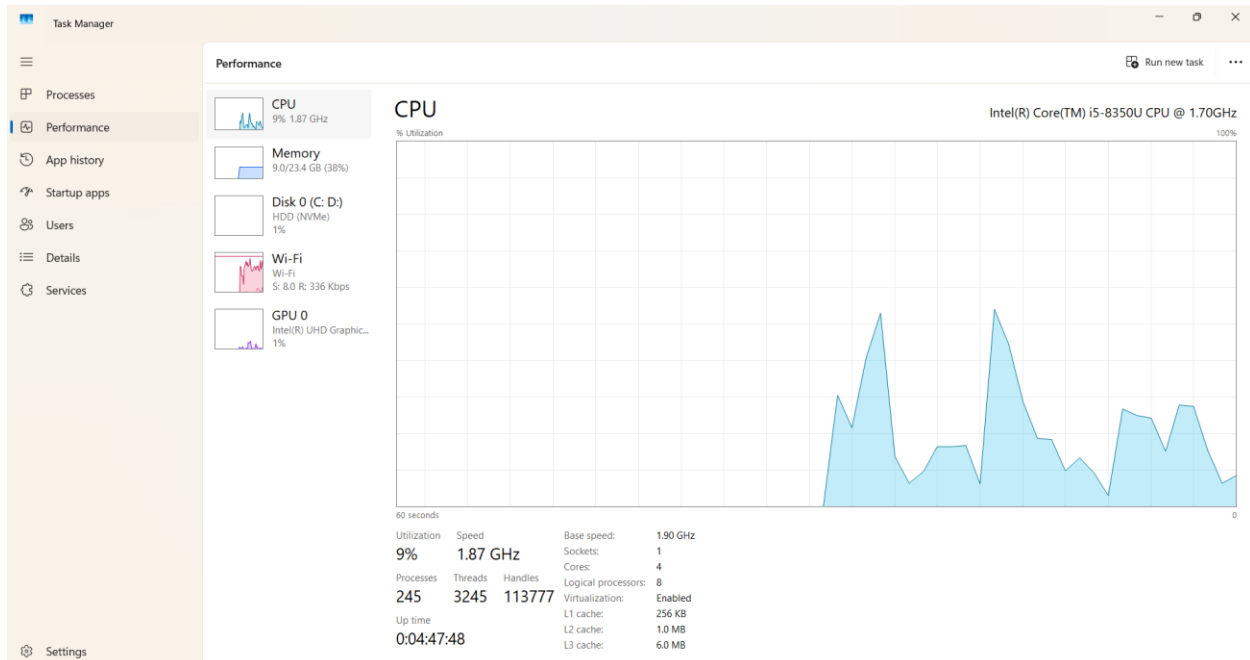 Task Manager
Performance
Run new task
Processes
Performance
App history
Startup apps
Users
Details
Services
Settings
CPU
9% 1.87 GHz
Memory
9.0/23.4 GB (38%)
Disk 0 (C: D:)
HDD (NVMe)
1%
Wi-Fi
Wi-Fi
S: 8.0 R: 336 Kbps
GPU 0
Intel(R) UHD Graphic...
1%
CPU
Intel(R) Core(TM) i5-8350U CPU @ 1.70GHz
% Utilization 100%
60 seconds 0
Utilization Speed
9% 1.87 GHz
Processes Threads Handles
245 3245 113777
Up time
0:04:47:48
Base speed: 1.90 GHz
Sockets: 1
Cores: 4
Logical processors: 8
Virtualization: Enabled
L1 cache: 256 KB
L2 cache: 1.0 MB
L3 cache: 6.0 MB